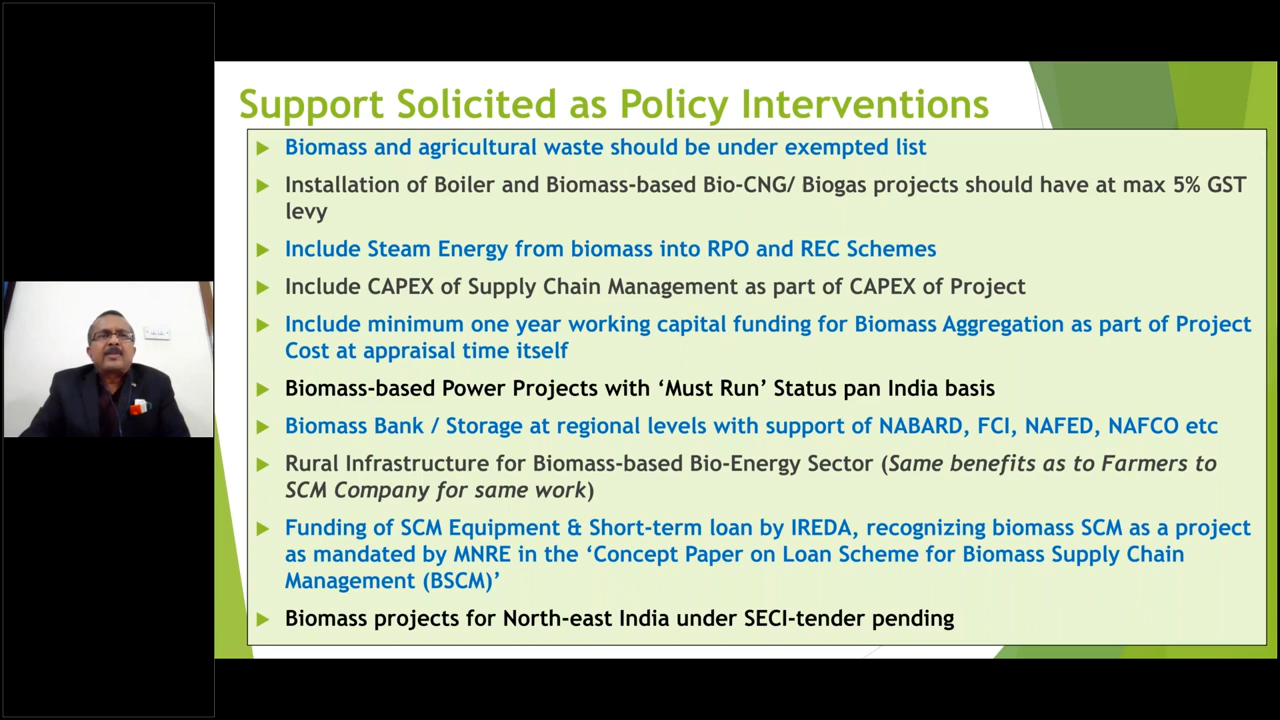 Support Solicited as Policy Interventions
Biomass and agricultural waste should be under exempted list
Installation of Boiler and Biomass-based Bio-CNG/ Biogas projects should have at max 5% GST
levy
Include Steam Energy from biomass into RPO and REC Schemes
Include CAPEX of Supply Chain Management as part of CAPEX of Project
Include minimum one year working capital funding for Biomass Aggregation as part of Project
Cost at appraisal time itself
Biomass-based Power Projects with ‘Must Run’ Status pan India basis
Biomass Bank / Storage at regional levels with support of NABARD, FCI, NAFED, NAFCO etc
Rural Infrastructure for Biomass-based Bio-Energy Sector (Same benefits as to Farmers to
SCM Company for same work)
Funding of SCM Equipment & Short-term loan by IREDA, recognizing biomass SCM as a project
as mandated by MNRE in the ‘Concept Paper on Loan Scheme for Biomass Supply Chain
Management (BSCM)’
Biomass projects for North-east India under SECI-tender pending